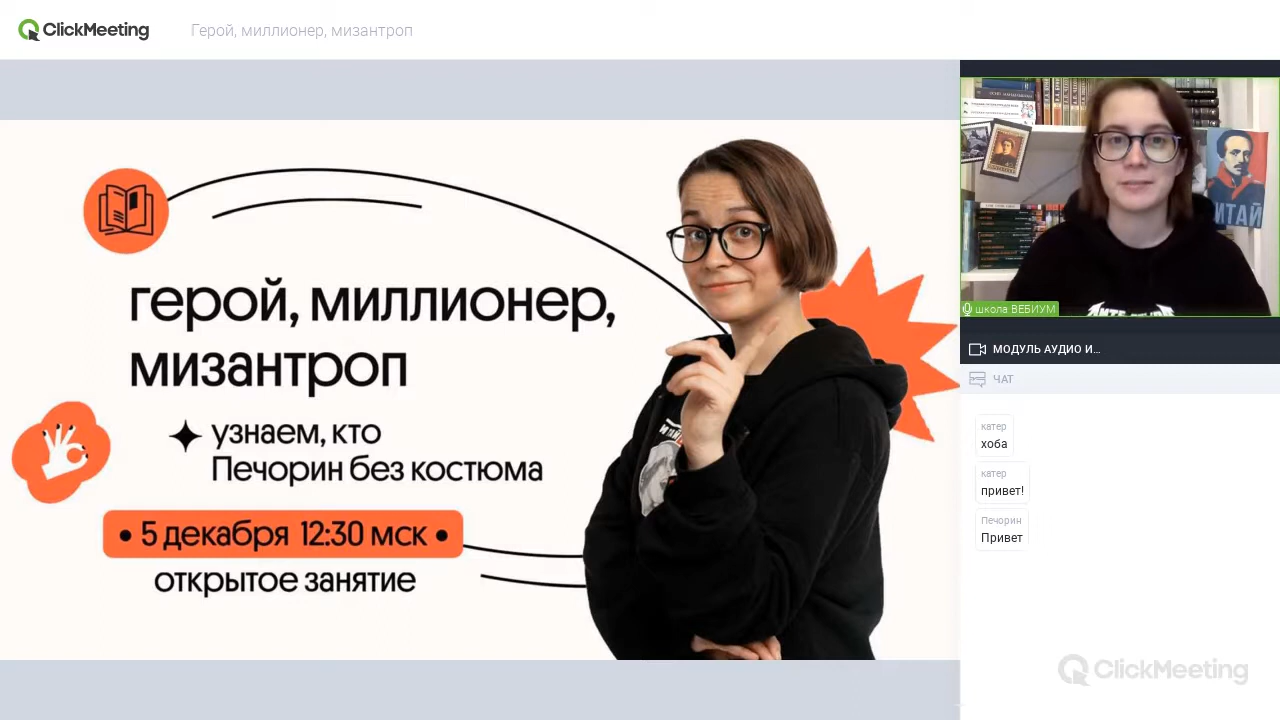 ClickMeeting
Герой, миллионер, мизантроп
герой, миллионер,
мизантроп
узнаем, кто
Печорин без костюма
• 5 декабря 12:30 мск •
открытое занятие
ИТАЙ
школа ВЕБИУМ
МОДУЛЬ АУДИО И...
ЧАТ
катер
хоба
катер
привет!
Печорин
Привет
ClickMeeting